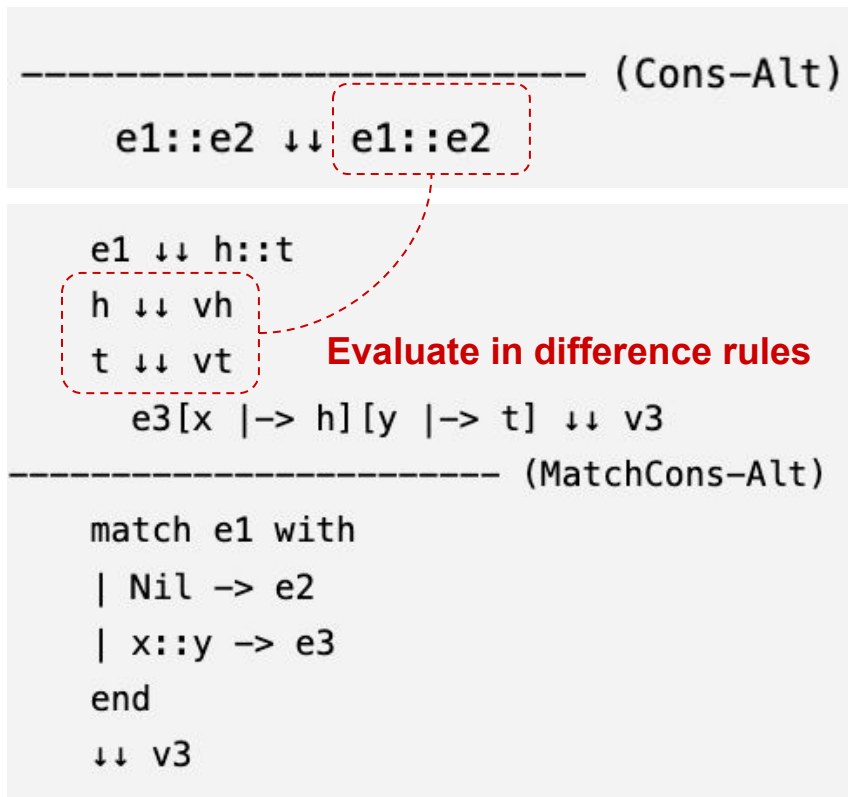 ------------------------ (Cons-Alt)
e1::e2 ↓↓ e1::e2
e1 ↓↓ h::t
h ↓↓ vh
t ↓↓ vt
Evaluate in difference rules
e3[x |-> h][y |-> t] ↓↓ v3
------------------------ (MatchCons-Alt)
match e1 with
| Nil -> e2
| x::y -> e3
end
↓↓ v3